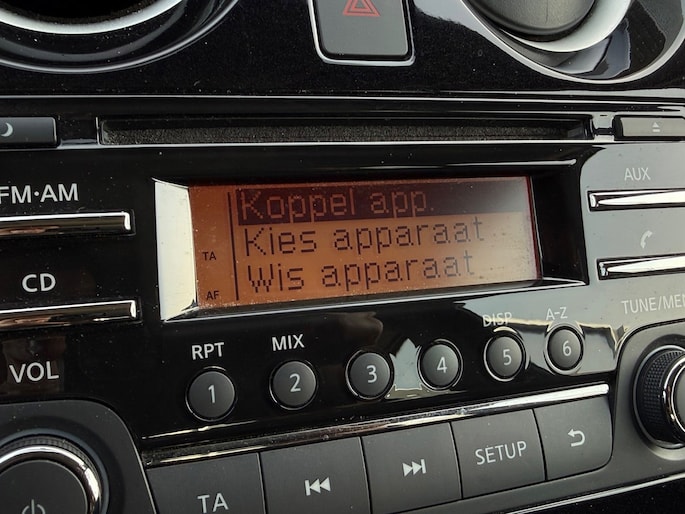 FM·AM
AUX
Koppel app.
TA
Kies apparaat
CD
AF
Wis apparaat
DISP
A-Z
TUNE/MEN
RPT
MIX
VOL
1
2
3
4
5
6
TA
SETUP